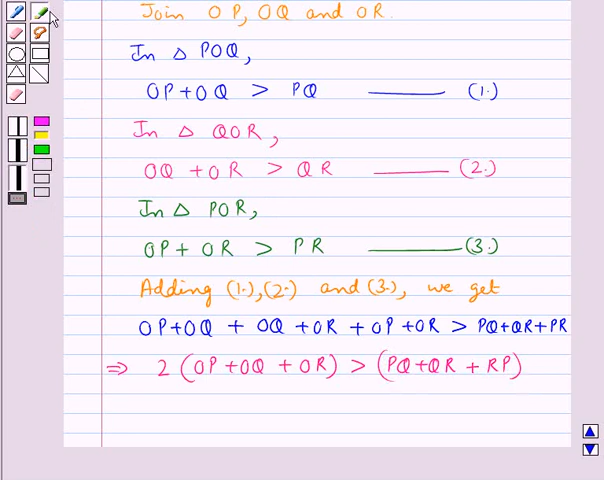 Join OP, OQ and OR.
In △ POQ,
OP+OQ > PQ ——— (1.)
In △ QOR,
OQ + OR > QR ——— (2.)
In △ POR,
OP + OR > PR ——— (3.)
Adding (1.), (2.) and (3.), we get
OP+OQ + OQ +OR + OP +OR > PQ+QR+PR
⇒ 2 (OP +OQ + OR) > (PQ+QR + RP)